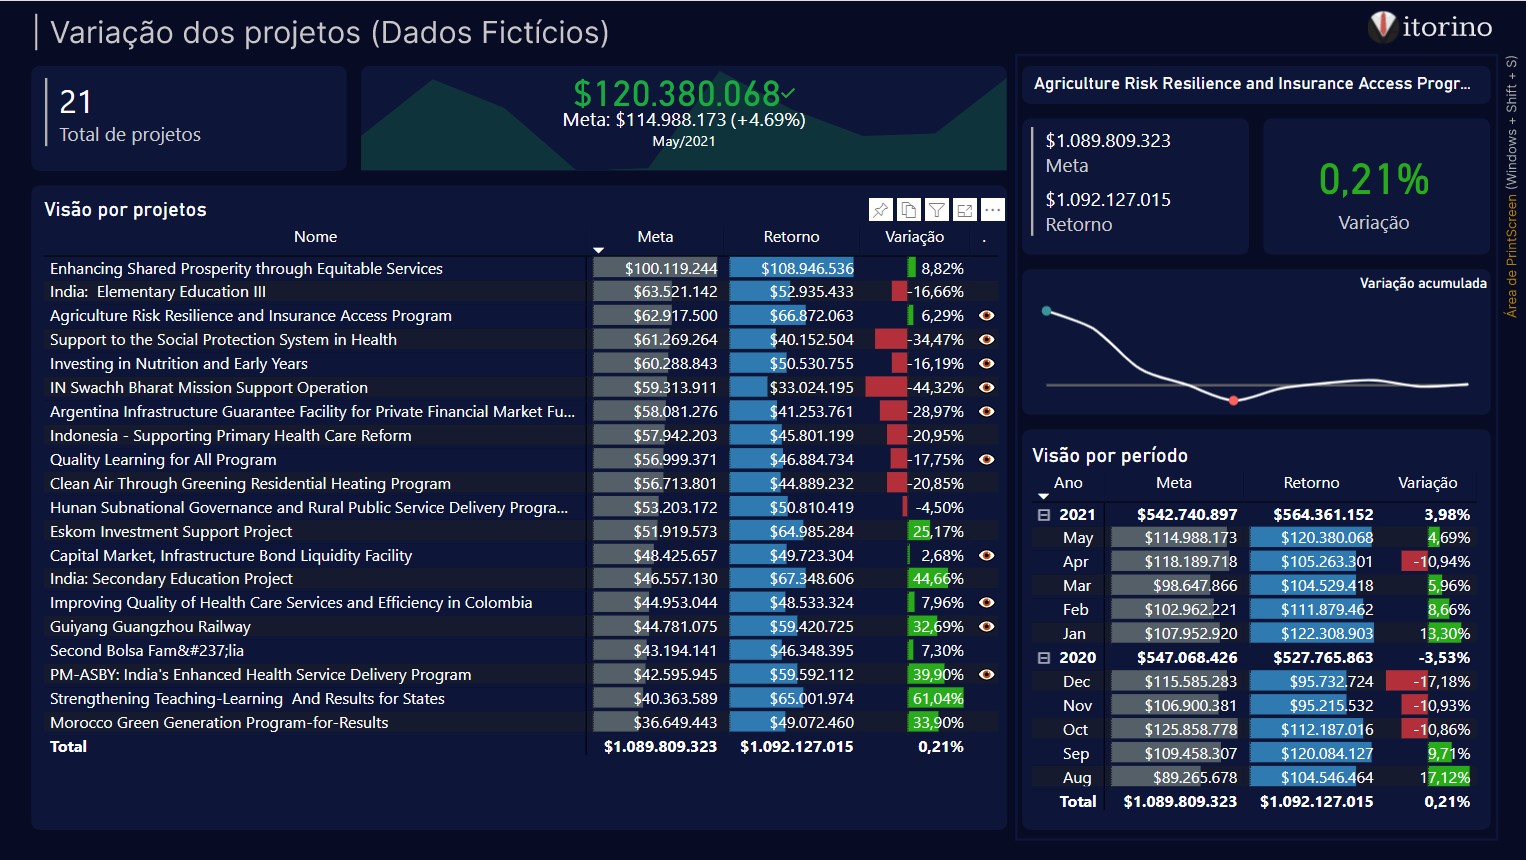 Variação dos projetos (Dados Fictícios)
itorino
21
Total de projetos
$120.380.068
Meta: $114.988.173 (+4.69%)
May/2021
Visão por projetos
Nome Meta Retorno Variação .
Enhancing Shared Prosperity through Equitable Services $100.119.244 $108.946.536 8,82%
India:  Elementary Education III $63.521.142 $52.935.433 -16,66%
Agriculture Risk Resilience and Insurance Access Program $62.917.500 $66.872.063 6,29%
Support to the Social Protection System in Health $61.269.264 $40.152.504 -34,47%
Investing in Nutrition and Early Years $60.288.843 $50.530.755 -16,19%
IN Swachh Bharat Mission Support Operation $59.313.911 $33.024.195 -44,32%
Argentina Infrastructure Guarantee Facility for Private Financial Market Fu... $58.081.276 $41.253.761 -28,97%
Indonesia - Supporting Primary Health Care Reform $57.942.203 $45.801.199 -20,95%
Quality Learning for All Program $56.999.371 $46.884.734 -17,75%
Clean Air Through Greening Residential Heating Program $56.713.801 $44.889.232 -20,85%
Hunan Subnational Governance and Rural Public Service Delivery Progra... $53.203.172 $50.810.419 -4,50%
Eskom Investment Support Project $51.919.573 $64.985.284 25,17%
Capital Market, Infrastructure Bond Liquidity Facility $48.425.657 $49.723.304 2,68%
India: Secondary Education Project $46.557.130 $67.348.606 44,66%
Improving Quality of Health Care Services and Efficiency in Colombia $44.953.044 $48.533.324 7,96%
Guiyang Guangzhou Railway $44.781.075 $59.420.725 32,69%
Second Bolsa Fam&#237;lia $43.194.141 $46.348.395 7,30%
PM-ASBY: India's Enhanced Health Service Delivery Program $42.595.945 $59.592.112 39,90%
Strengthening Teaching-Learning  And Results for States $40.363.589 $65.001.974 61,04%
Morocco Green Generation Program-for-Results $36.649.443 $49.072.460 33,90%
Total $1.089.809.323 $1.092.127.015 0,21%
Agriculture Risk Resilience and Insurance Access Progr...
$1.089.809.323
Meta
$1.092.127.015
Retorno
0,21%
Variação
Variação acumulada
Visão por período
Ano Meta Retorno Variação
2021 $542.740.897 $564.361.152 3,98%
May $114.988.173 $120.380.068 4,69%
Apr $118.189.718 $105.263.301 -10,94%
Mar $98.647.866 $104.529.418 5,96%
Feb $102.962.221 $111.879.462 8,66%
Jan $107.952.920 $122.308.903 13,30%
2020 $547.068.426 $527.765.863 -3,53%
Dec $115.585.283 $95.732.724 -17,18%
Nov $106.900.381 $95.215.532 -10,93%
Oct $125.858.778 $112.187.016 -10,86%
Sep $109.458.307 $120.084.127 9,71%
Aug $89.265.678 $104.546.464 17,12%
Total $1.089.809.323 $1.092.127.015 0,21%
Área de PrintScreen (Windows + Shift + S)